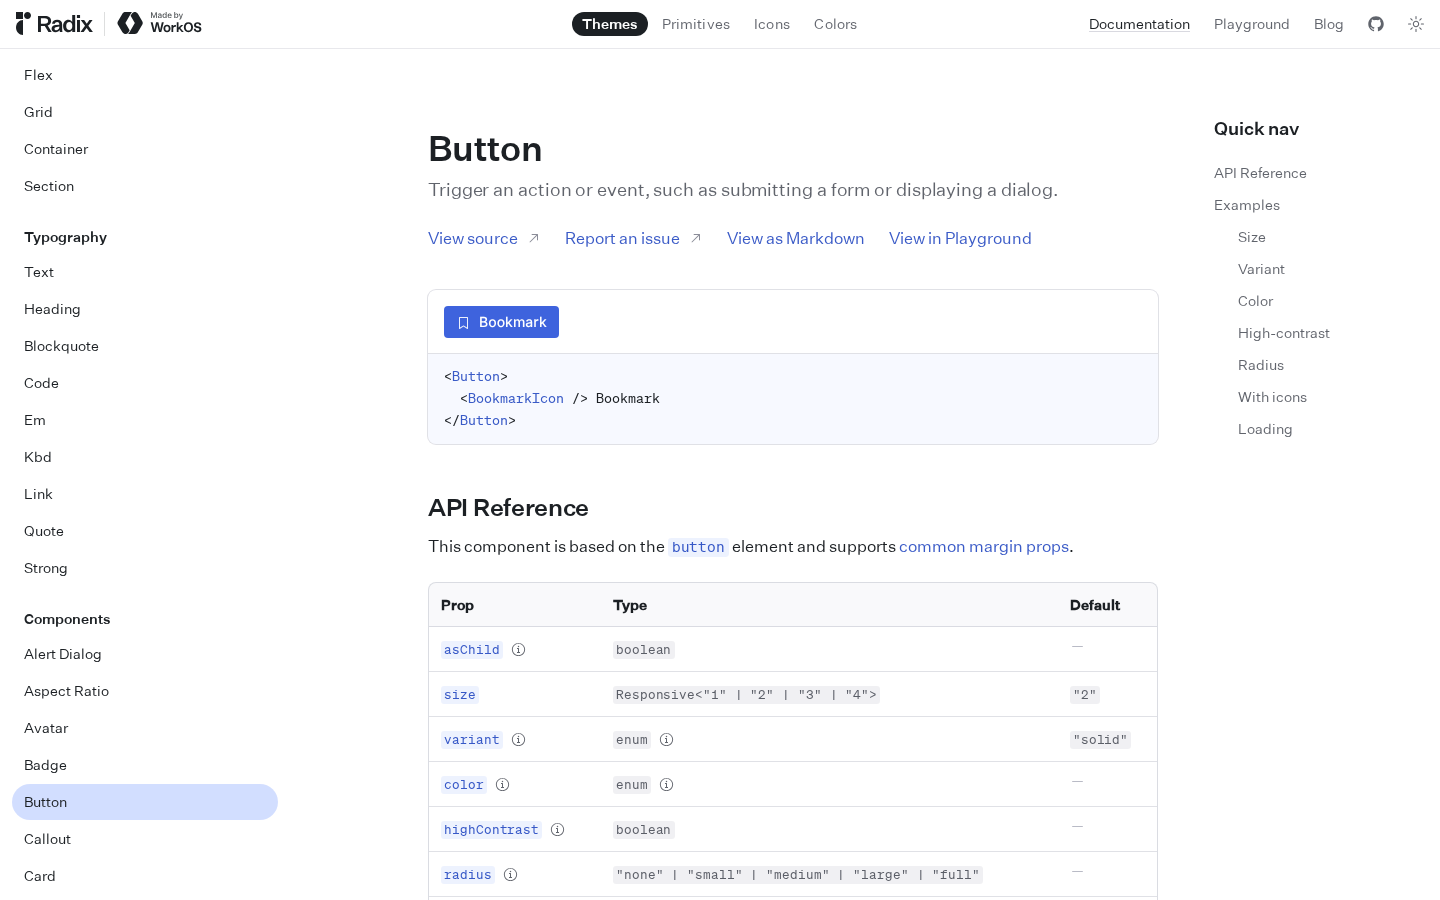 Radix
Made by
WorkOS
Themes
Primitives
Icons
Colors
Documentation
Playground
Blog
Flex
Grid
Container
Section
Typography
Text
Heading
Blockquote
Code
Em
Kbd
Link
Quote
Strong
Components
Alert Dialog
Aspect Ratio
Avatar
Badge
Button
Callout
Card
Button
Trigger an action or event, such as submitting a form or displaying a dialog.
View source
Report an issue
View as Markdown
View in Playground
Bookmark
<Button>
  <BookmarkIcon /> Bookmark
</Button>
API Reference
This component is based on the button element and supports common margin props.
Prop Type Default
asChild boolean —
size Responsive<"1" | "2" | "3" | "4"> "2"
variant enum "solid"
color enum —
highContrast boolean —
radius "none" | "small" | "medium" | "large" | "full" —
Quick nav
API Reference
Examples
Size
Variant
Color
High-contrast
Radius
With icons
Loading